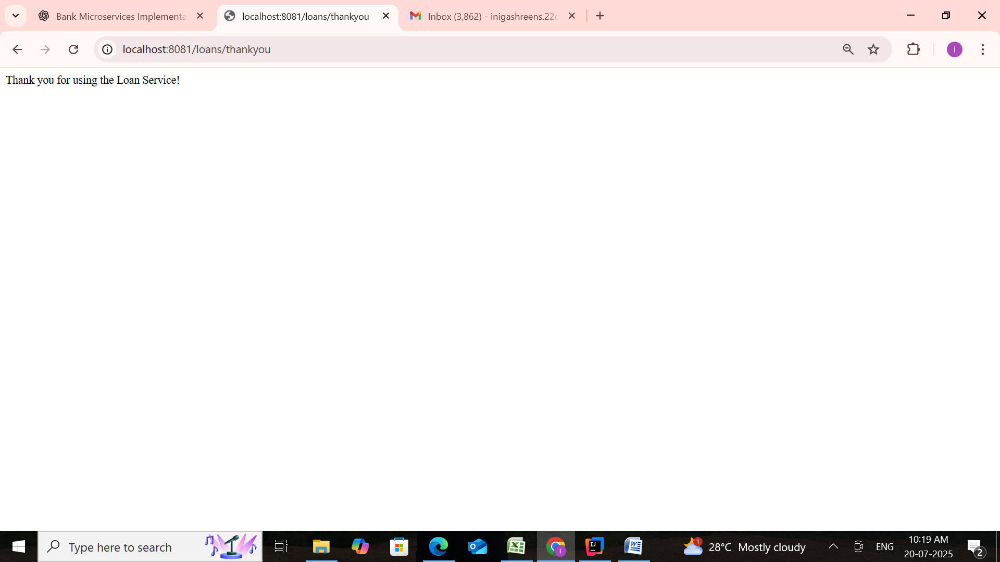 Bank Microservices Implementa
localhost:8081/loans/thankyou
Inbox (3,862) - inigashreens.22c
localhost:8081/loans/thankyou
I
Thank you for using the Loan Service!
Type here to search
I
IJ
1
28°C Mostly cloudy
ENG
10:19 AM
20-07-2025
2